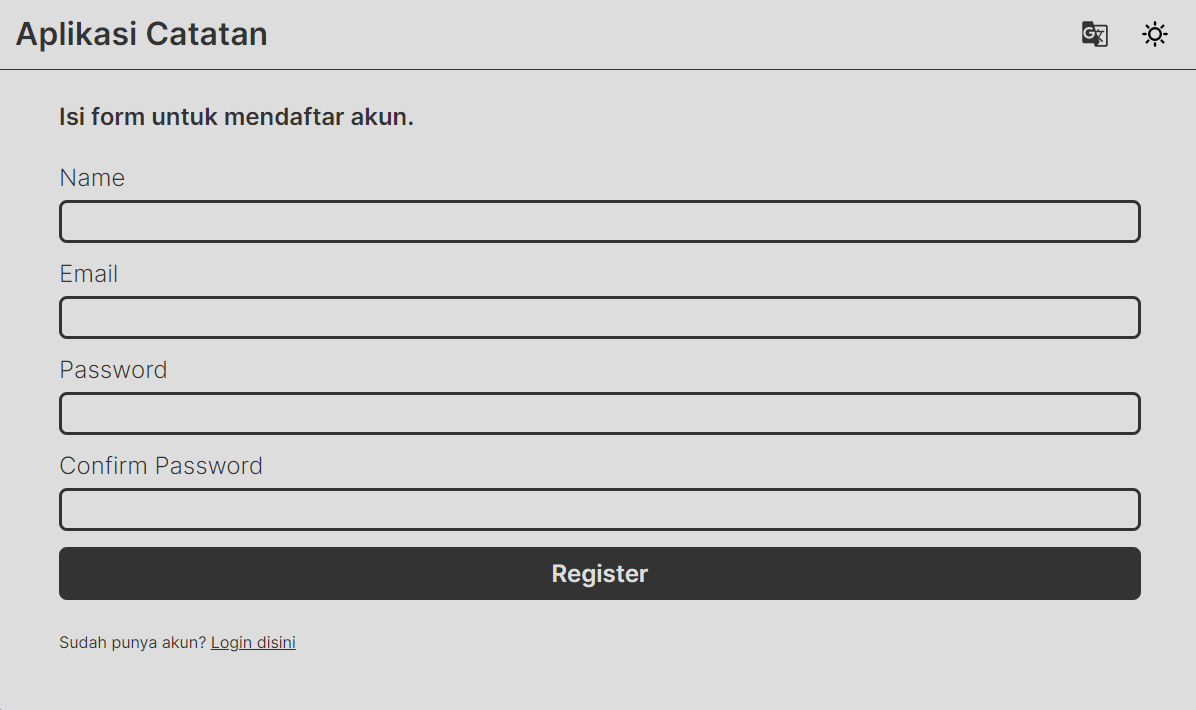 Aplikasi Catatan
Isi form untuk mendaftar akun.
Name
Email
Password
Confirm Password
Register
Sudah punya akun? Login disini